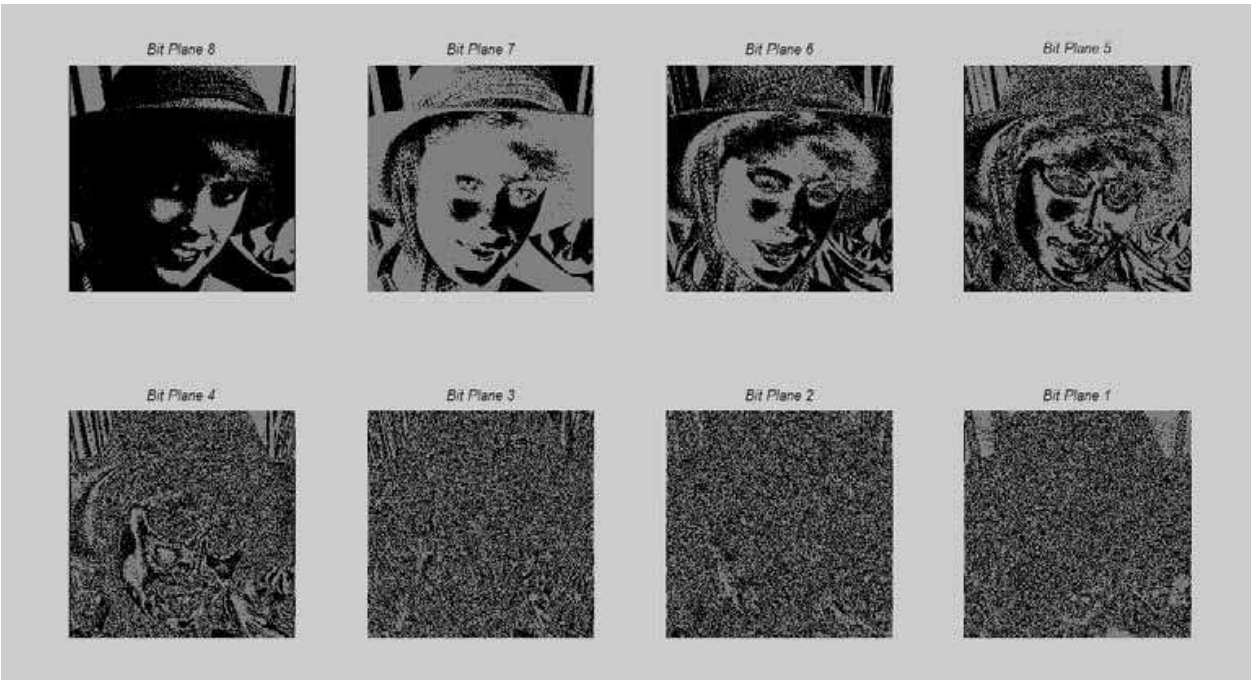 Bit Plane 8
Bit Plane 7
Bit Plane 6
Bit Plane 5
Bit Plane 4
Bit Plane 3
Bit Plane 2
Bit Plane 1